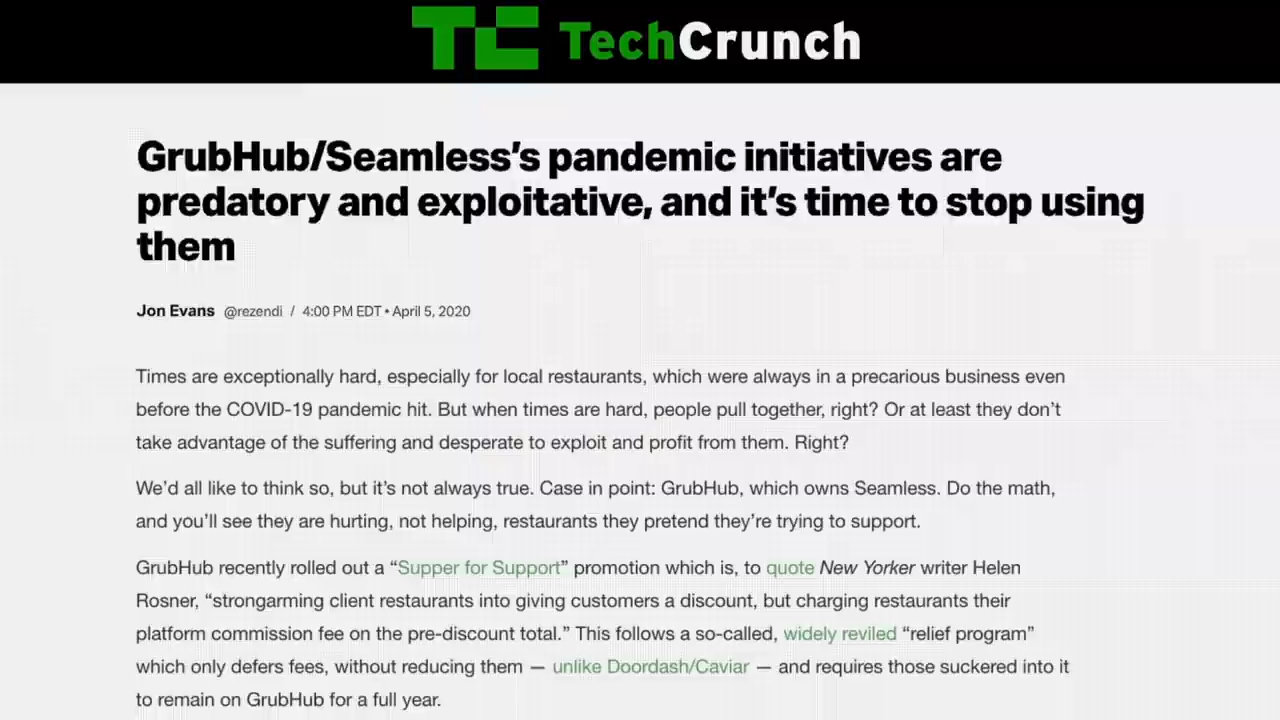 TC TechCrunch
GrubHub/Seamless’s pandemic initiatives are
predatory and exploitative, and it’s time to stop using
them
Jon Evans @rezendi / 4:00 PM EDT • April 5, 2020
Times are exceptionally hard, especially for local restaurants, which were always in a precarious business even
before the COVID-19 pandemic hit. But when times are hard, people pull together, right? Or at least they don’t
take advantage of the suffering and desperate to exploit and profit from them. Right?
We’d all like to think so, but it’s not always true. Case in point: GrubHub, which owns Seamless. Do the math,
and you’ll see they are hurting, not helping, restaurants they pretend they’re trying to support.
GrubHub recently rolled out a “Supper for Support” promotion which is, to quote New Yorker writer Helen
Rosner, “strongarming client restaurants into giving customers a discount, but charging restaurants their
platform commission fee on the pre-discount total.” This follows a so-called, widely reviled “relief program”
which only defers fees, without reducing them — unlike Doordash/Caviar — and requires those suckered into it
to remain on GrubHub for a full year.